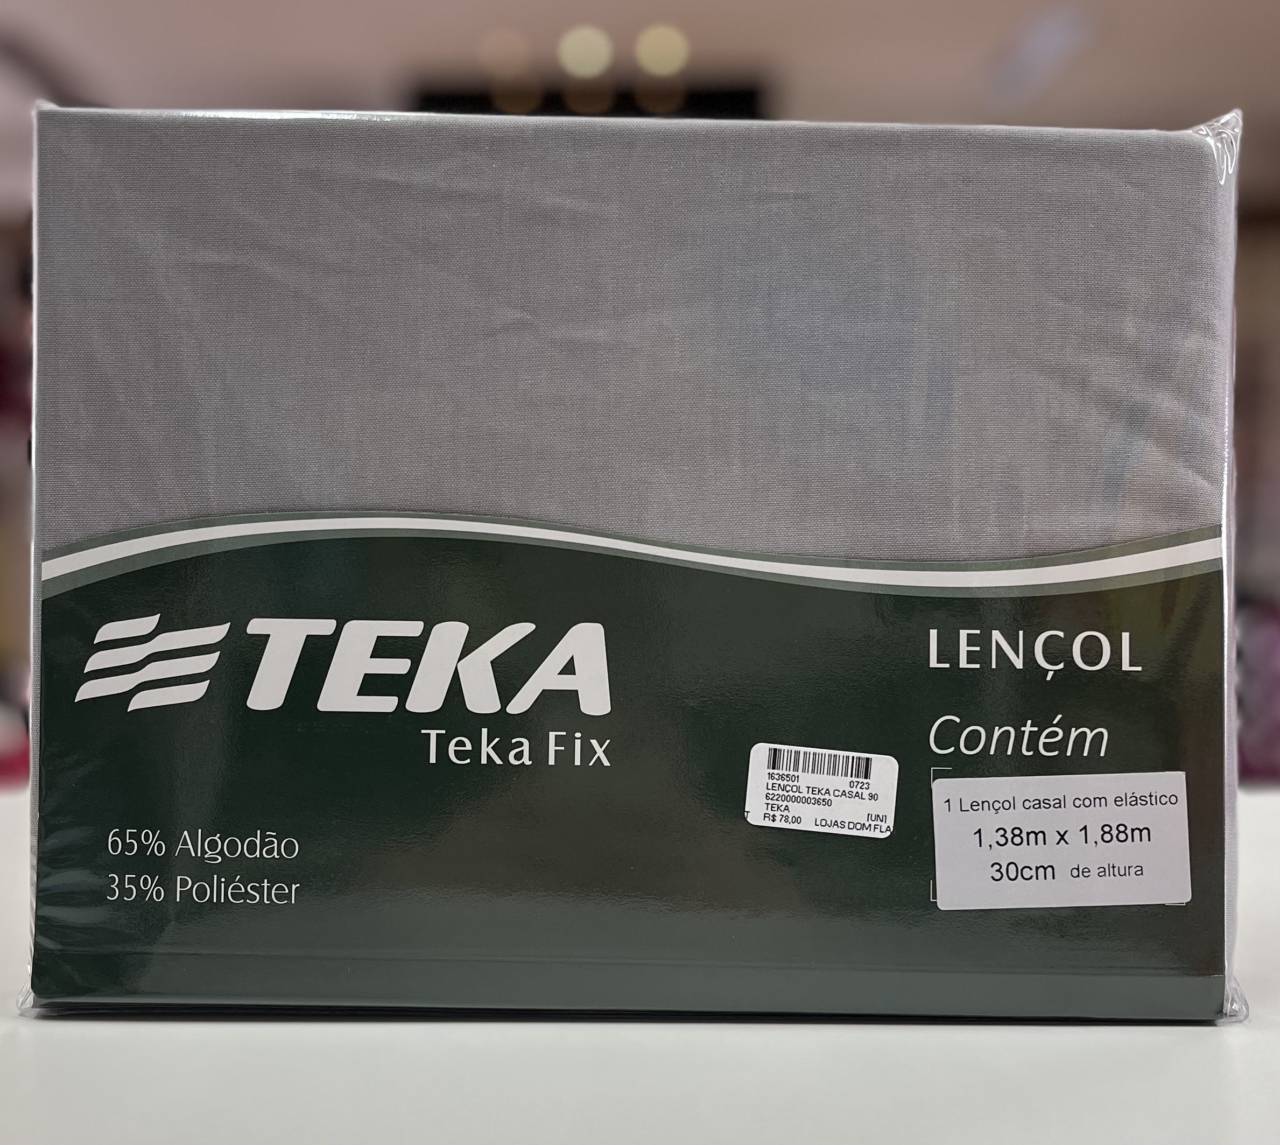 TEKA
Teka Fix
65% Algodão
35% Poliéster
LENÇOL
Contém
1 Lençol casal com elástico
1,38m x 1,88m
30cm de altura
1636501 0723
LENÇOL TEKA CASAL 90
6220000003650
TEKA [UN]
R$ 78,00 LOJAS DOM FLA